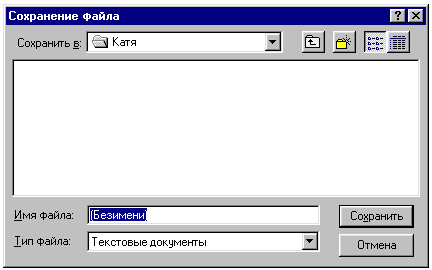 Сохранение файла
Сохранить в: Катя
Имя файла: Безимени Сохранить
Тип файла: Текстовые документы Отмена